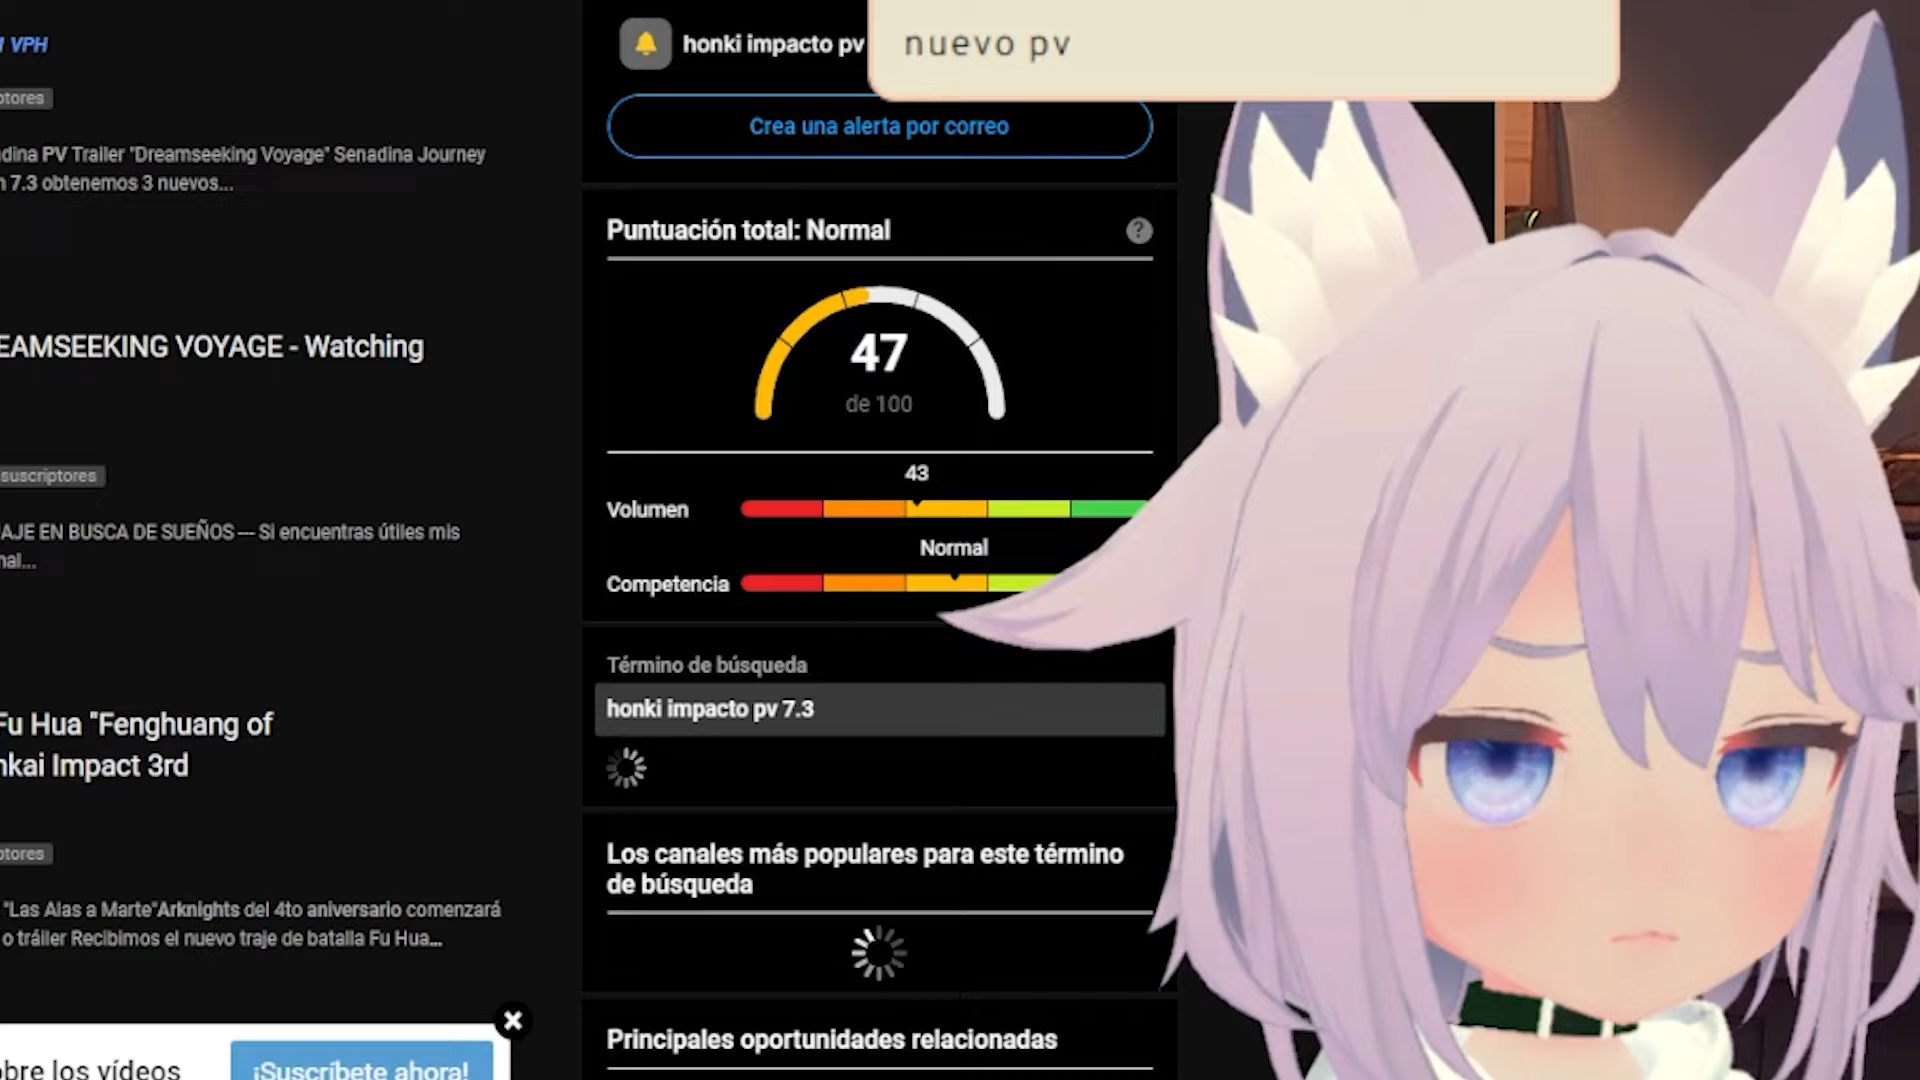 VPH
dina PV Trailer "Dreamseeking Voyage" Senadina Journey
7.3 obtenemos 3 nuevos...
EAMSEEKING VOYAGE - Watching
suscriptores
AJE EN BUSCA DE SUEÑOS --- Si encuentras útiles mis
nal...
Fu Hua "Fenghuang of
nkai Impact 3rd
ptores
"Las Alas a Marte"Arknights del 4to aniversario comenzará
o tráiler Recibimos el nuevo traje de batalla Fu Hua...
obre los vídeos
¡Suscríbete ahora!
honki impacto pv
nuevo pv
Crea una alerta por correo
Puntuación total: Normal
?
47
de 100
43
Volumen
Normal
Competencia
Término de búsqueda
honki impacto pv 7.3
Los canales más populares para este término
de búsqueda
Principales oportunidades relacionadas